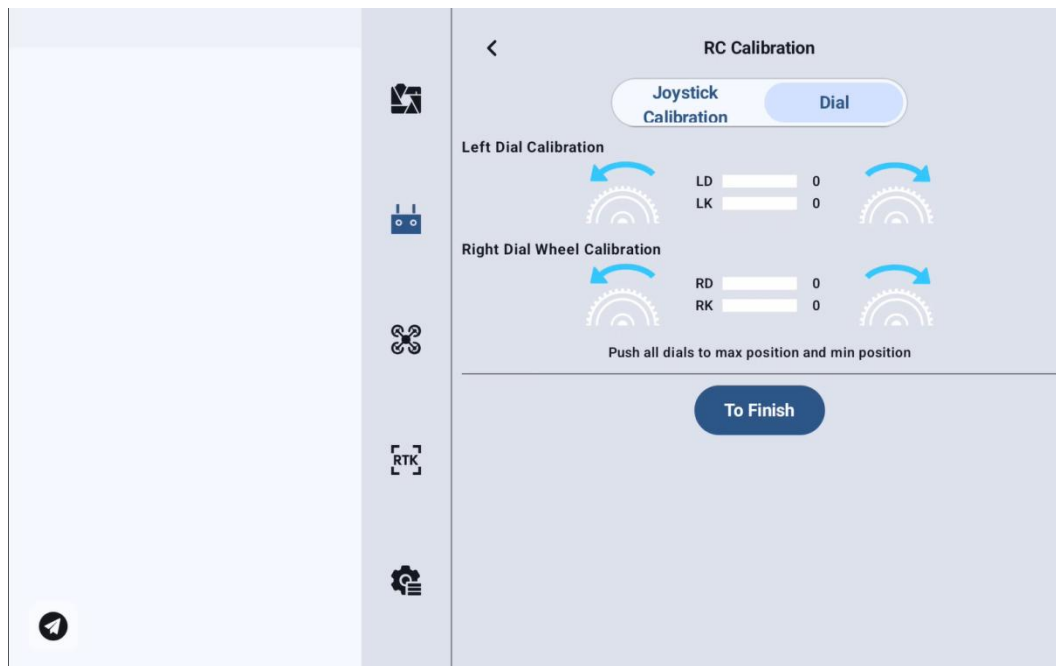 RC Calibration
Joystick
Calibration
Dial
Left Dial Calibration
LD 0
LK 0
Right Dial Wheel Calibration
RD 0
RK 0
Push all dials to max position and min position
To Finish
RTK